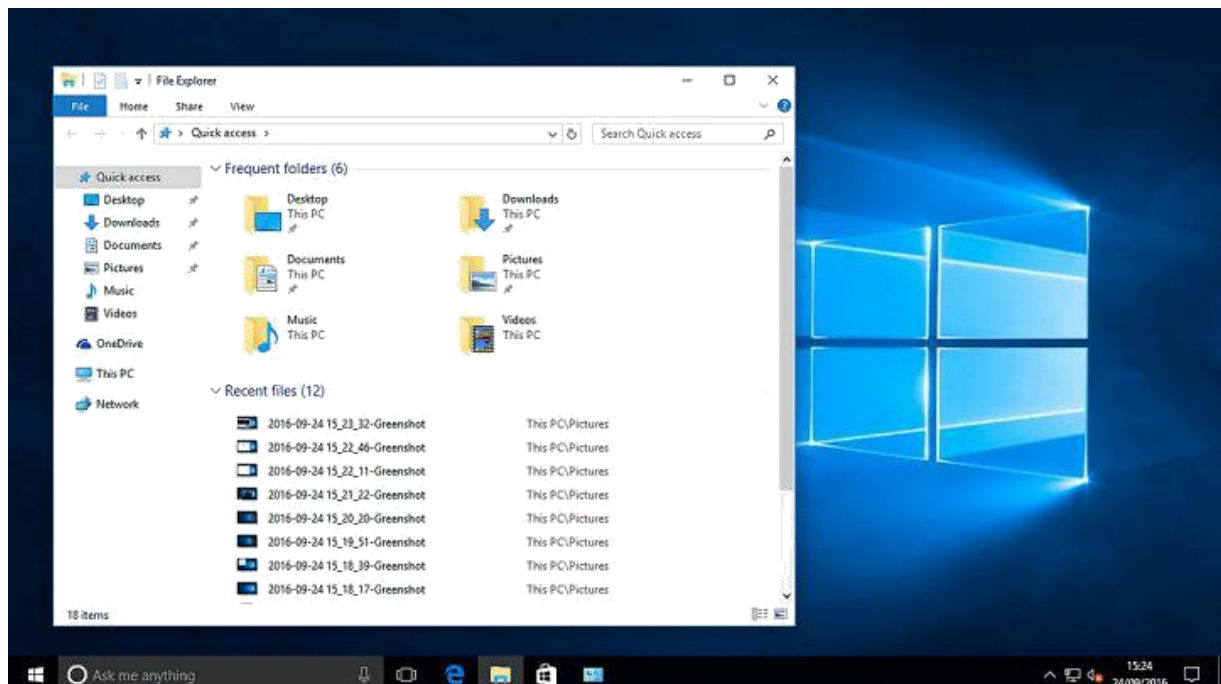 File Explorer
File Home Share View
Quick access
Search Quick access
Quick access
Desktop
Downloads
Documents
Pictures
Music
Videos
OneDrive
This PC
Network
Frequent folders (6)
Desktop
This PC
Downloads
This PC
Documents
This PC
Pictures
This PC
Music
This PC
Videos
This PC
Recent files (12)
2016-09-24 15_23_32-Greenshot This PC\Pictures
2016-09-24 15_22_46-Greenshot This PC\Pictures
2016-09-24 15_22_11-Greenshot This PC\Pictures
2016-09-24 15_21_22-Greenshot This PC\Pictures
2016-09-24 15_20_20-Greenshot This PC\Pictures
2016-09-24 15_19_51-Greenshot This PC\Pictures
2016-09-24 15_18_39-Greenshot This PC\Pictures
2016-09-24 15_18_17-Greenshot This PC\Pictures
18 items
Ask me anything
15:24
24/09/2016